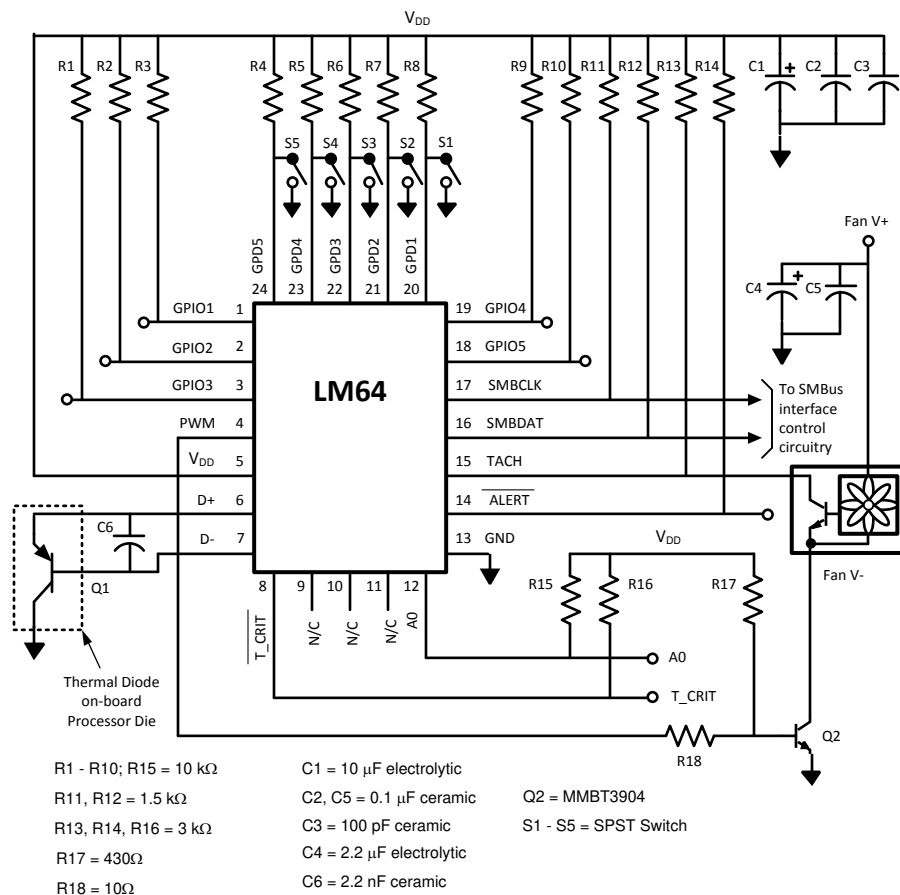 VDD
R1 R2 R3 R4 R5 R6 R7 R8 R9 R10 R11 R12 R13 R14 C1 + C2 C3
S5 S4 S3 S2 S1
Fan V+
GPD5 GPD4 GPD3 GPD2 GPD1
24 23 22 21 20
C4 + C5
GPIO1 1 19 GPIO4
GPIO2 2 18 GPIO5
GPIO3 3 LM64 17 SMBCLK
PWM 4 16 SMBDAT
VDD 5 15 TACH
D+ 6 14 ALERT
D- 7 13 GND
To SMBus
interface
control
circuitry
C6
Q1
8 9 10 11 12
T_CRIT N/C N/C N/C A0
VDD
R15 R16 R17
Fan V-
A0
T_CRIT
Thermal Diode
on-board
Processor Die
R18
Q2
R1 - R10; R15 = 10 kΩ
R11, R12 = 1.5 kΩ
R13, R14, R16 = 3 kΩ
R17 = 430Ω
R18 = 10Ω
C1 = 10 μF electrolytic
C2, C5 = 0.1 μF ceramic
C3 = 100 pF ceramic
C4 = 2.2 μF electrolytic
C6 = 2.2 nF ceramic
Q2 = MMBT3904
S1 - S5 = SPST Switch